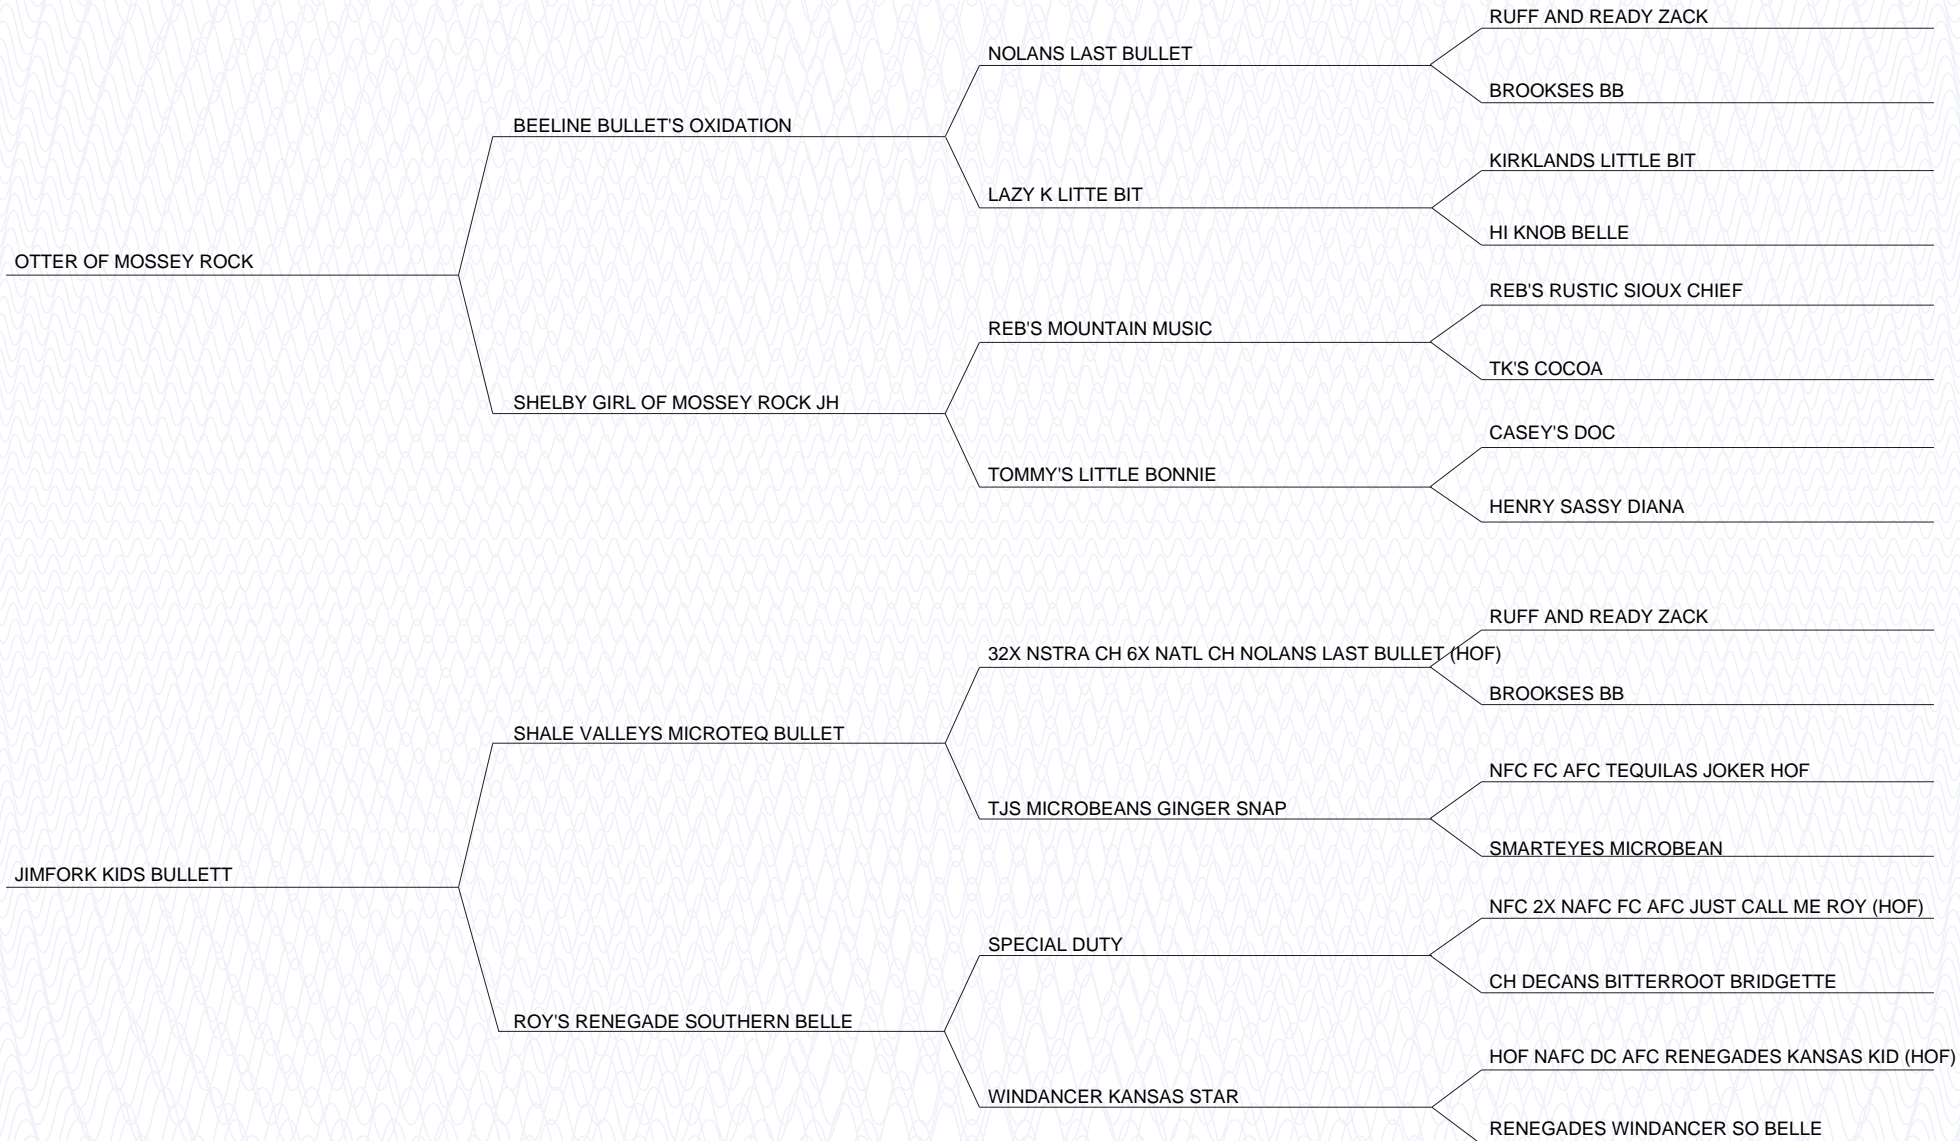 RUFF AND READY ZACK
NOLANS LAST BULLET
BROOKSES BB
BEELINE BULLET'S OXIDATION
KIRKLANDS LITTLE BIT
LAZY K LITTE BIT
HI KNOB BELLE
OTTER OF MOSSEY ROCK
REB'S RUSTIC SIOUX CHIEF
REB'S MOUNTAIN MUSIC
TK'S COCOA
SHELBY GIRL OF MOSSEY ROCK JH
CASEY'S DOC
TOMMY'S LITTLE BONNIE
HENRY SASSY DIANA
RUFF AND READY ZACK
32X NSTRA CH 6X NATL CH NOLANS LAST BULLET (HOF)
BROOKSES BB
SHALE VALLEYS MICROTEQ BULLET
NFC FC AFC TEQUILAS JOKER HOF
TJS MICROBEANS GINGER SNAP
SMARTEYES MICROBEAN
JIMFORK KIDS BULLETT
NFC 2X NAFC FC AFC JUST CALL ME ROY (HOF)
SPECIAL DUTY
CH DECANS BITTERROOT BRIDGETTE
ROY'S RENEGADE SOUTHERN BELLE
HOF NAFC DC AFC RENEGADES KANSAS KID (HOF)
WINDANCER KANSAS STAR
RENEGADES WINDANCER SO BELLE